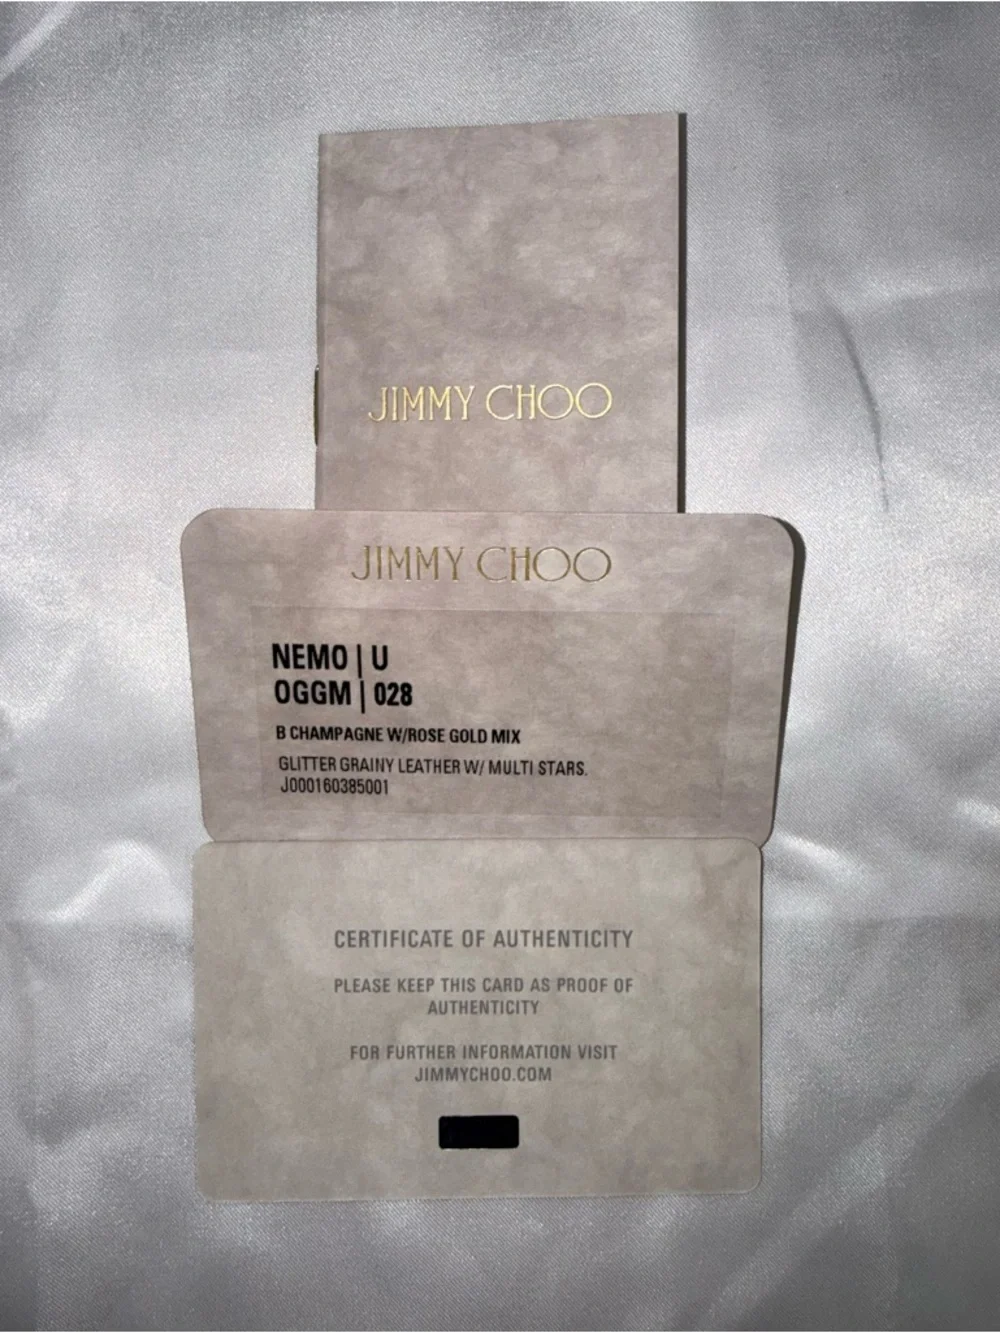 JIMMY CHOO
JIMMY CHOO
NEMO | U
OGGM | 028
B CHAMPAGNE W/ROSE GOLD MIX
GLITTER GRAINY LEATHER W/ MULTI STARS.
J000160385001
CERTIFICATE OF AUTHENTICITY
PLEASE KEEP THIS CARD AS PROOF OF
AUTHENTICITY
FOR FURTHER INFORMATION VISIT
JIMMYCHOO.COM